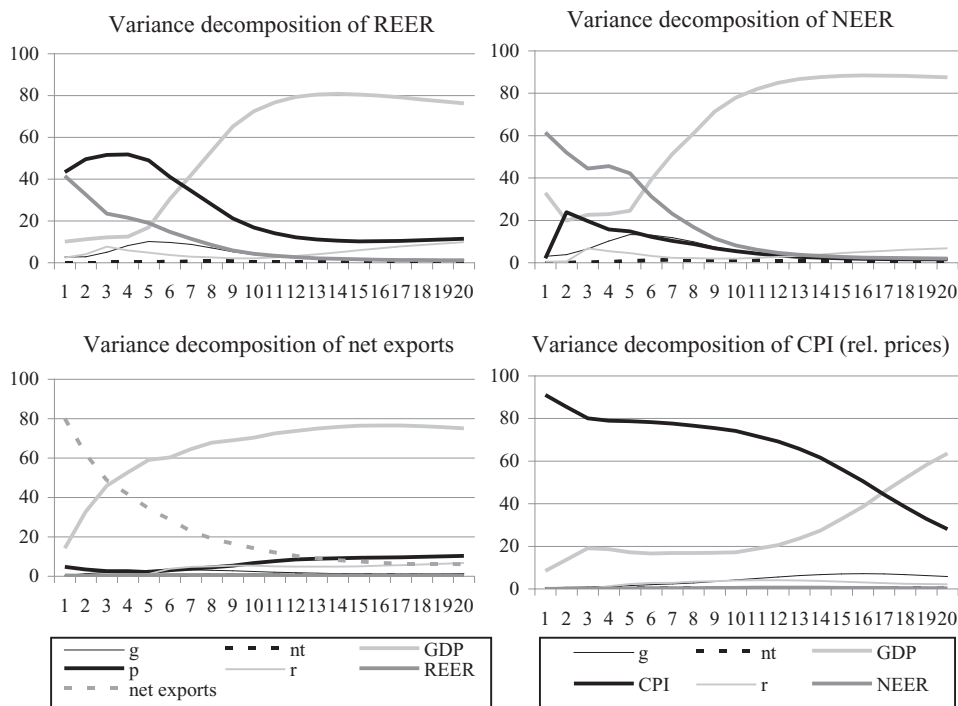 Variance decomposition of REER
100
80
60
40
20
0
1 2 3 4 5 6 7 8 9 10 11 12 13 14 15 16 17 18 19 20
Variance decomposition of NEER
100
80
60
40
20
0
1 2 3 4 5 6 7 8 9 10 11 12 13 14 15 16 17 18 19 20
Variance decomposition of net exports
100
80
60
40
20
0
1 2 3 4 5 6 7 8 9 10 11 12 13 14 15 16 17 18 19 20
Variance decomposition of CPI (rel. prices)
100
80
60
40
20
0
1 2 3 4 5 6 7 8 9 10 11 12 13 14 15 16 17 18 19 20
g nt GDP
p r REER
net exports
g nt GDP
CPI r NEER